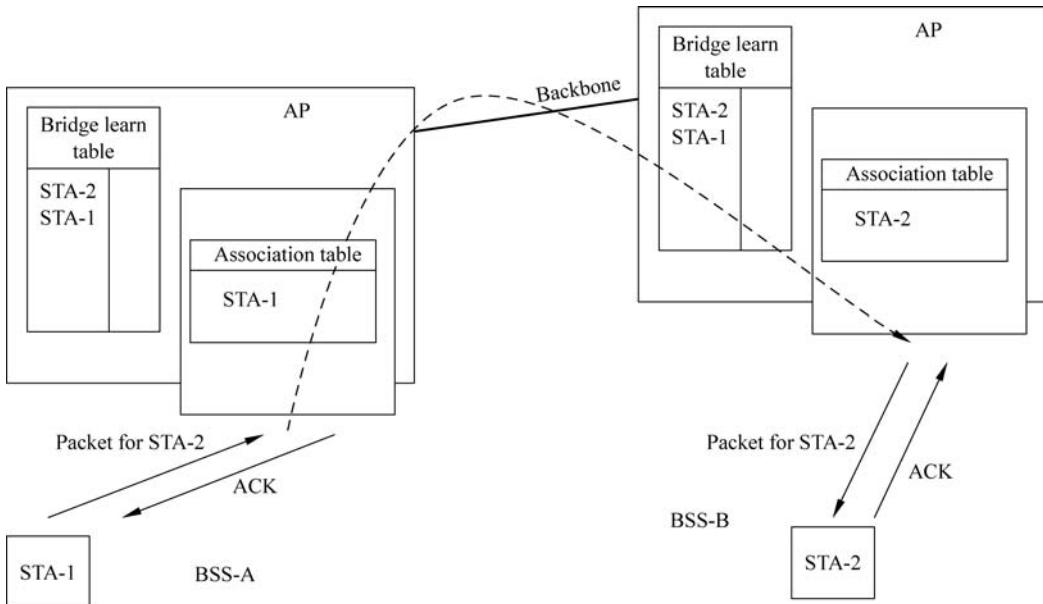 AP
Bridge learn
table
STA-2
STA-1
Association table
STA-1
Packet for STA-2
ACK
STA-1
BSS-A
Backbone
AP
Bridge learn
table
STA-2
STA-1
Association table
STA-2
Packet for STA-2
ACK
BSS-B
STA-2